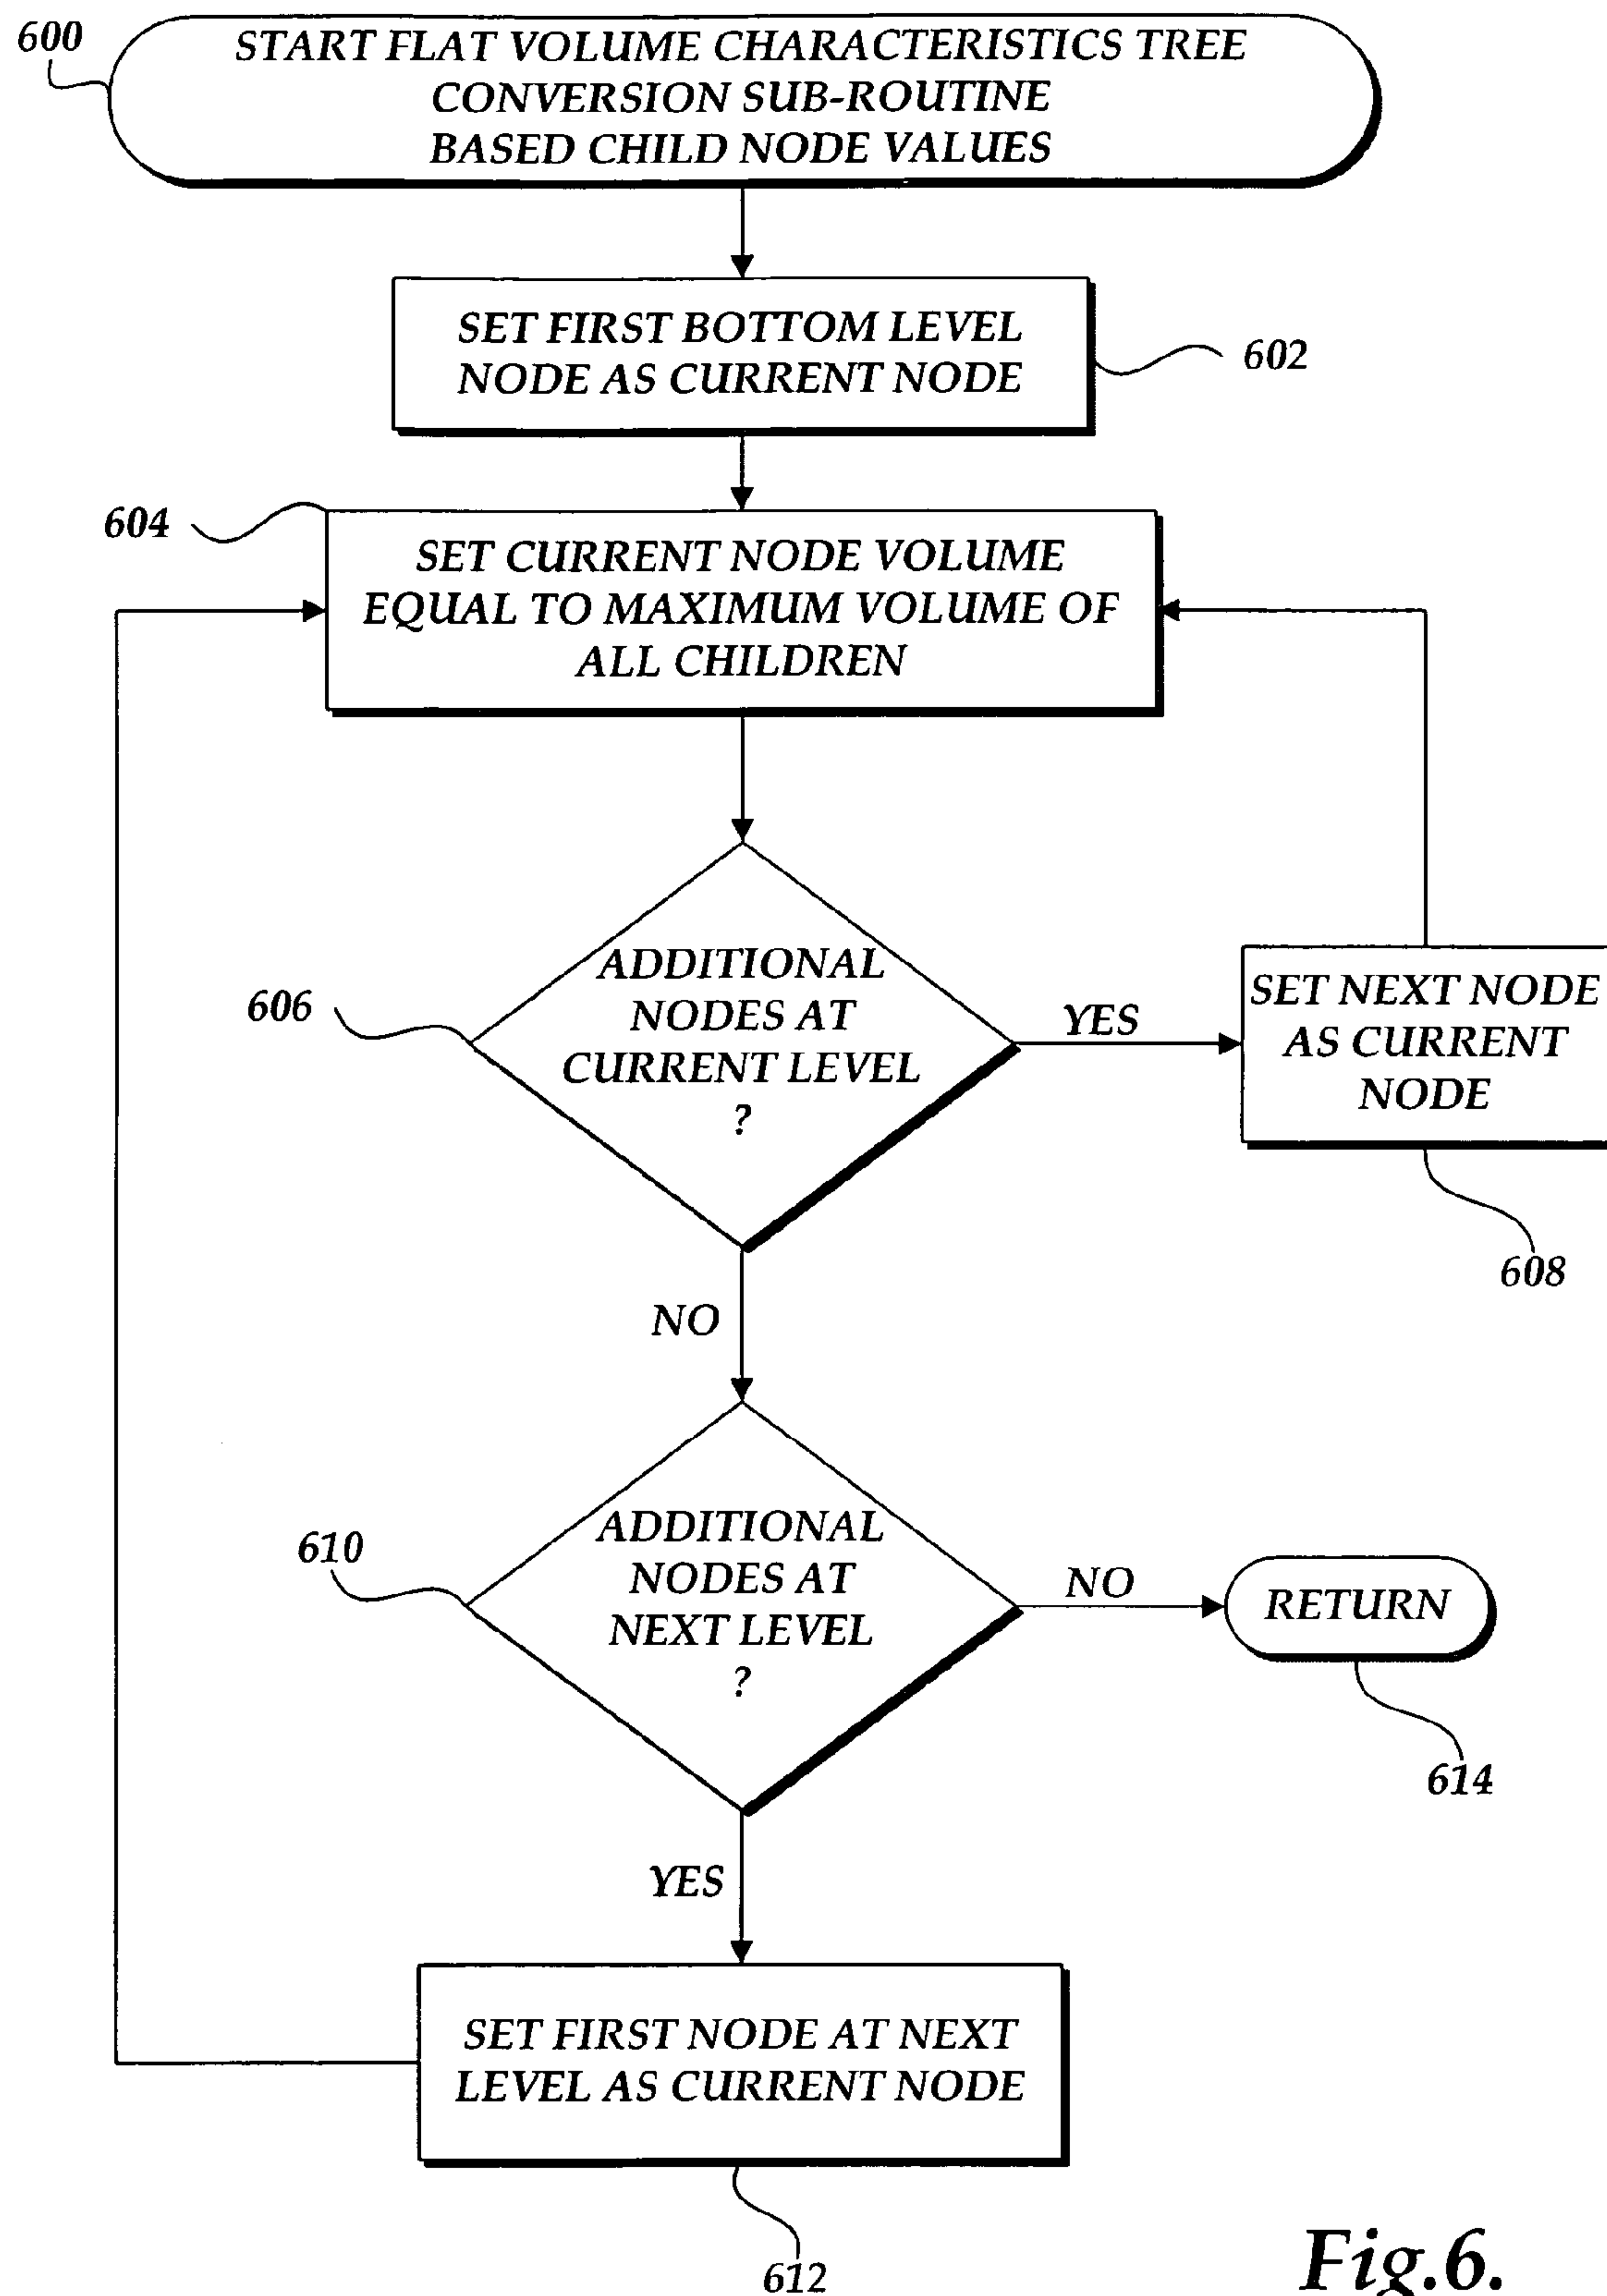 600
START FLAT VOLUME CHARACTERISTICS TREE
CONVERSION SUB-ROUTINE
BASED CHILD NODE VALUES
SET FIRST BOTTOM LEVEL
NODE AS CURRENT NODE
602
604
SET CURRENT NODE VOLUME
EQUAL TO MAXIMUM VOLUME OF
ALL CHILDREN
606
ADDITIONAL
NODES AT
CURRENT LEVEL
?
YES
SET NEXT NODE
AS CURRENT
NODE
608
NO
610
ADDITIONAL
NODES AT
NEXT LEVEL
?
NO
RETURN
614
YES
SET FIRST NODE AT NEXT
LEVEL AS CURRENT NODE
612
Fig.6.